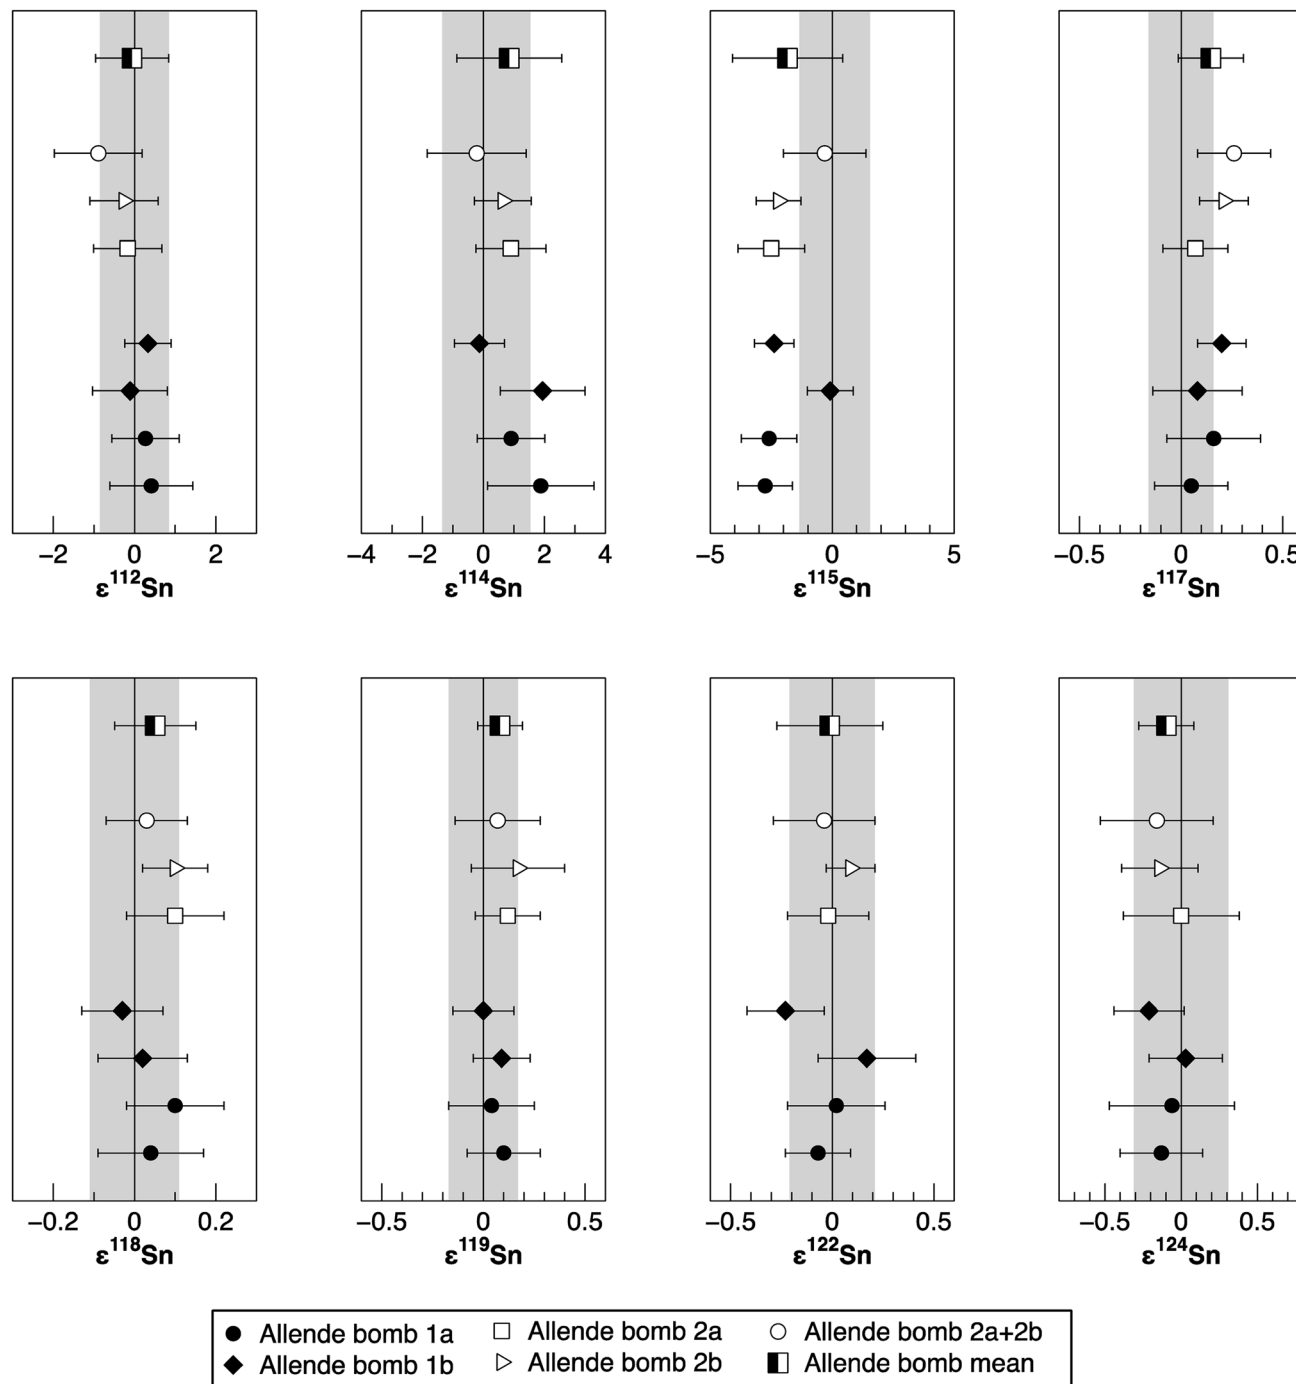 −2 0 2 −4 −2 0 2 4 −5 0 5 −0.5 0 0.5
ε¹¹²Sn ε¹¹⁴Sn ε¹¹⁵Sn ε¹¹⁷Sn
−0.2 0 0.2 −0.5 0 0.5 −0.5 0 0.5 −0.5 0 0.5
ε¹¹⁸Sn ε¹¹⁹Sn ε¹²²Sn ε¹²⁴Sn
Allende bomb 1a Allende bomb 2a Allende bomb 2a+2b
Allende bomb 1b Allende bomb 2b Allende bomb mean